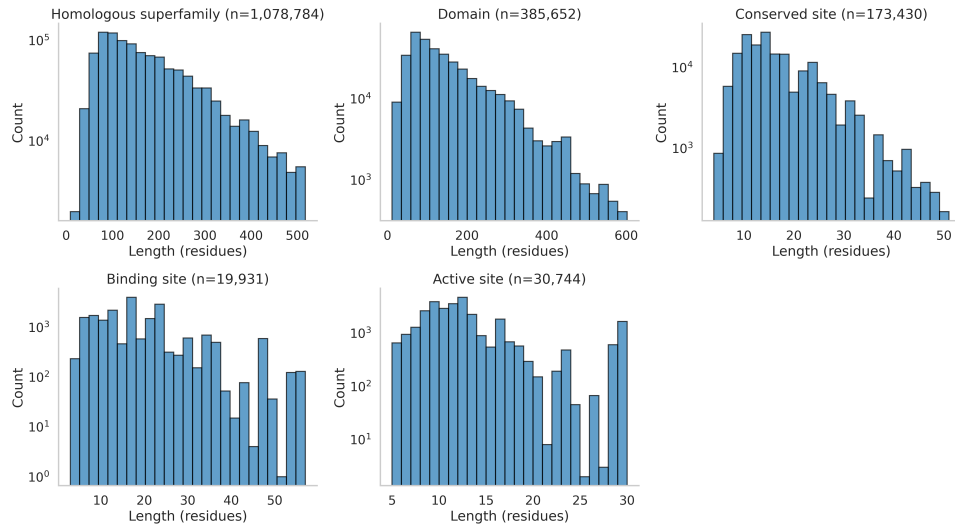 Homologous superfamily (n=1,078,784)
Domain (n=385,652)
Conserved site (n=173,430)
Count
10^5
10^4
0 100 200 300 400 500
Length (residues)
Count
10^4
10^3
0 200 400 600
Length (residues)
Count
10^4
10^3
10 20 30 40 50
Length (residues)
Binding site (n=19,931)
Active site (n=30,744)
Count
10^3
10^2
10^1
10^0
10 20 30 40 50
Length (residues)
Count
10^3
10^2
10^1
5 10 15 20 25 30
Length (residues)